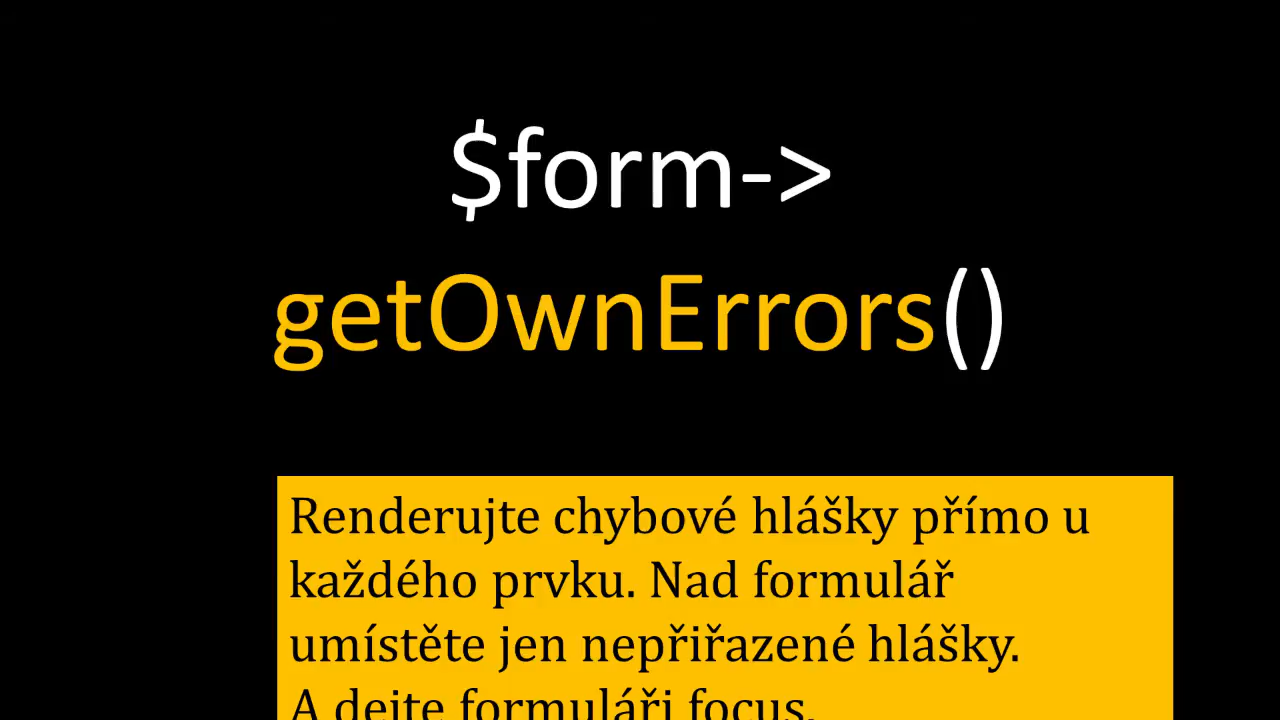 $form->
getOwnErrors()
Renderujte chybové hlášky přímo u
každého prvku. Nad formulář
umístěte jen nepřiřazené hlášky.
A dejte formuláři focus.